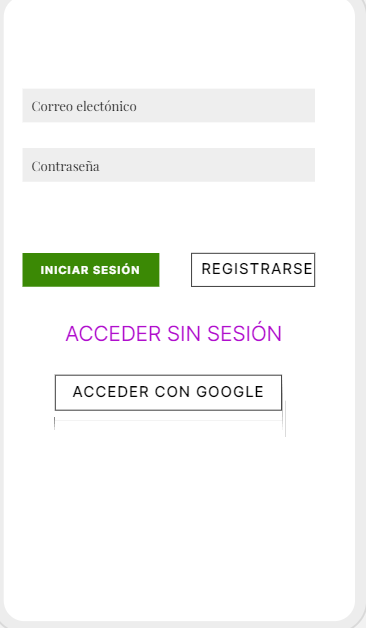 Correo electónico
Contraseña
INICIAR SESIÓN REGISTRARSE
ACCEDER SIN SESIÓN
ACCEDER CON GOOGLE